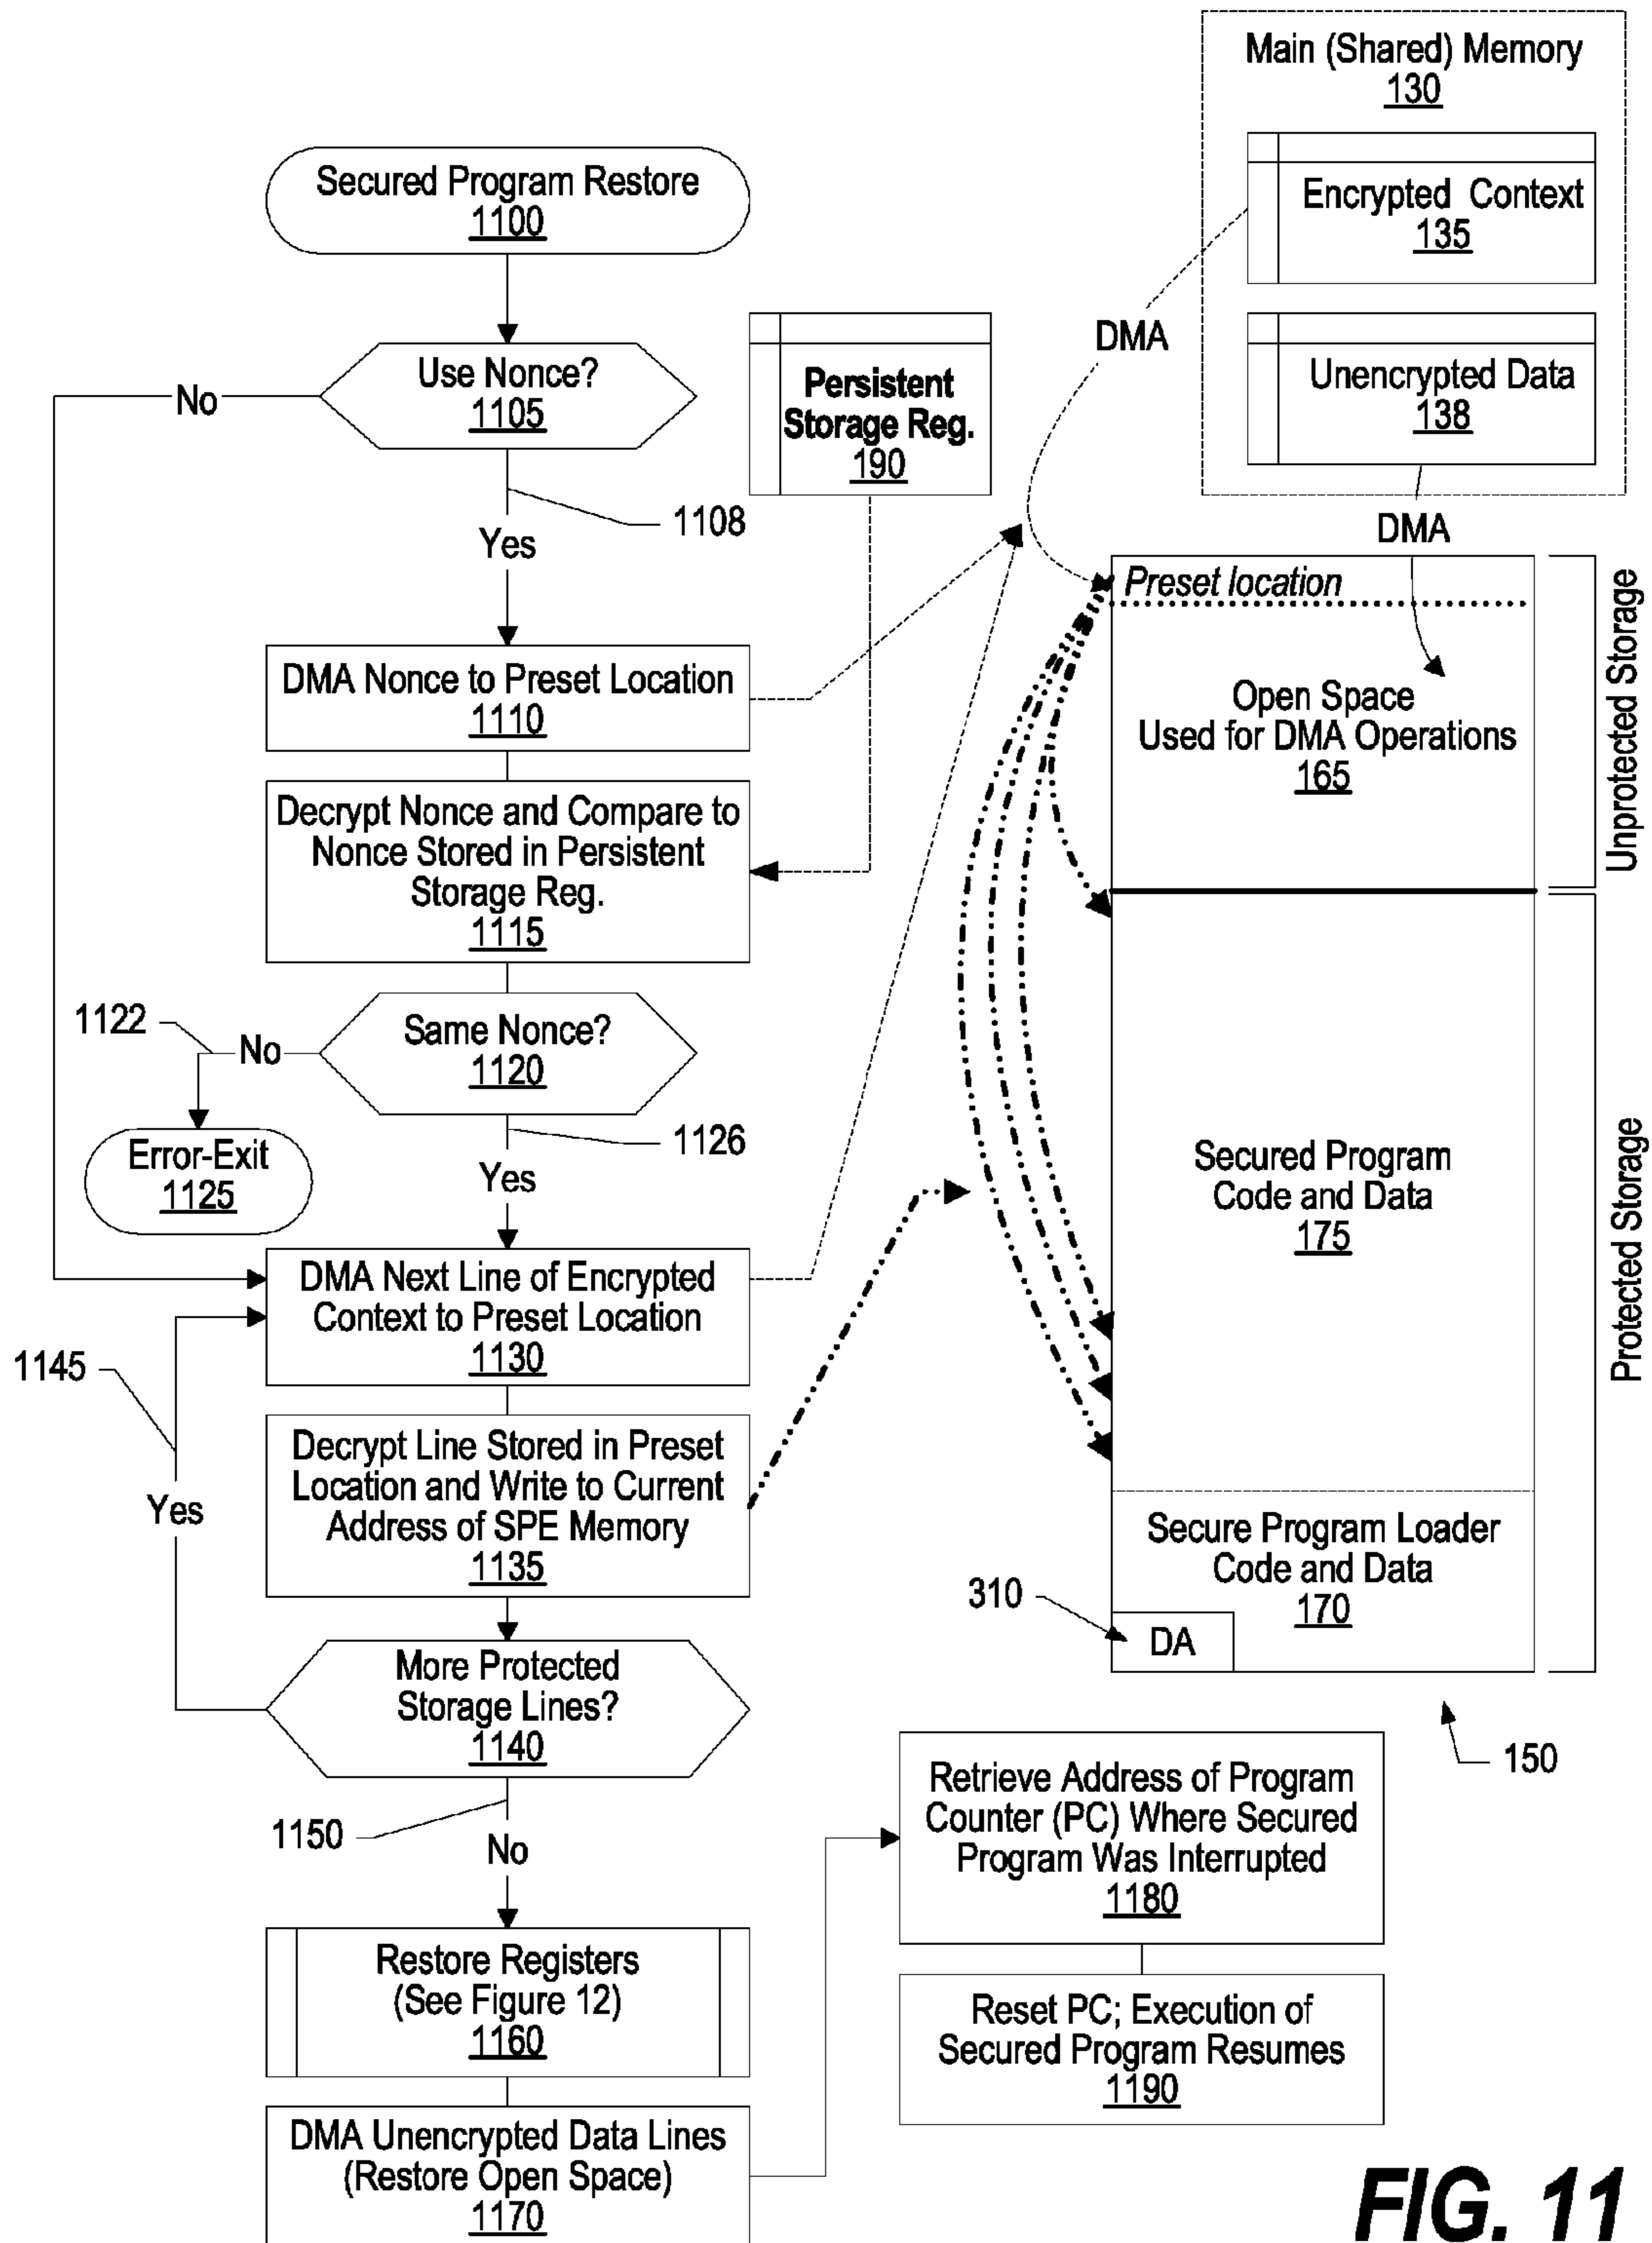 Main (Shared) Memory
130
Encrypted Context
135
Unencrypted Data
138
DMA
DMA
Secured Program Restore
1100
Use Nonce?
1105
No
1108
Yes
Persistent
Storage Reg.
190
DMA Nonce to Preset Location
1110
Decrypt Nonce and Compare to
Nonce Stored in Persistent
Storage Reg.
1115
Same Nonce?
1120
1122
No
Error-Exit
1125
1126
Yes
DMA Next Line of Encrypted
Context to Preset Location
1130
1145
Yes
Decrypt Line Stored in Preset
Location and Write to Current
Address of SPE Memory
1135
More Protected
Storage Lines?
1140
1150
No
Restore Registers
(See Figure 12)
1160
DMA Unencrypted Data Lines
(Restore Open Space)
1170
Preset location
Open Space
Used for DMA Operations
165
Unprotected Storage
Secured Program
Code and Data
175
Protected Storage
Secure Program Loader
Code and Data
170
310
DA
150
Retrieve Address of Program
Counter (PC) Where Secured
Program Was Interrupted
1180
Reset PC; Execution of
Secured Program Resumes
1190
FIG. 11